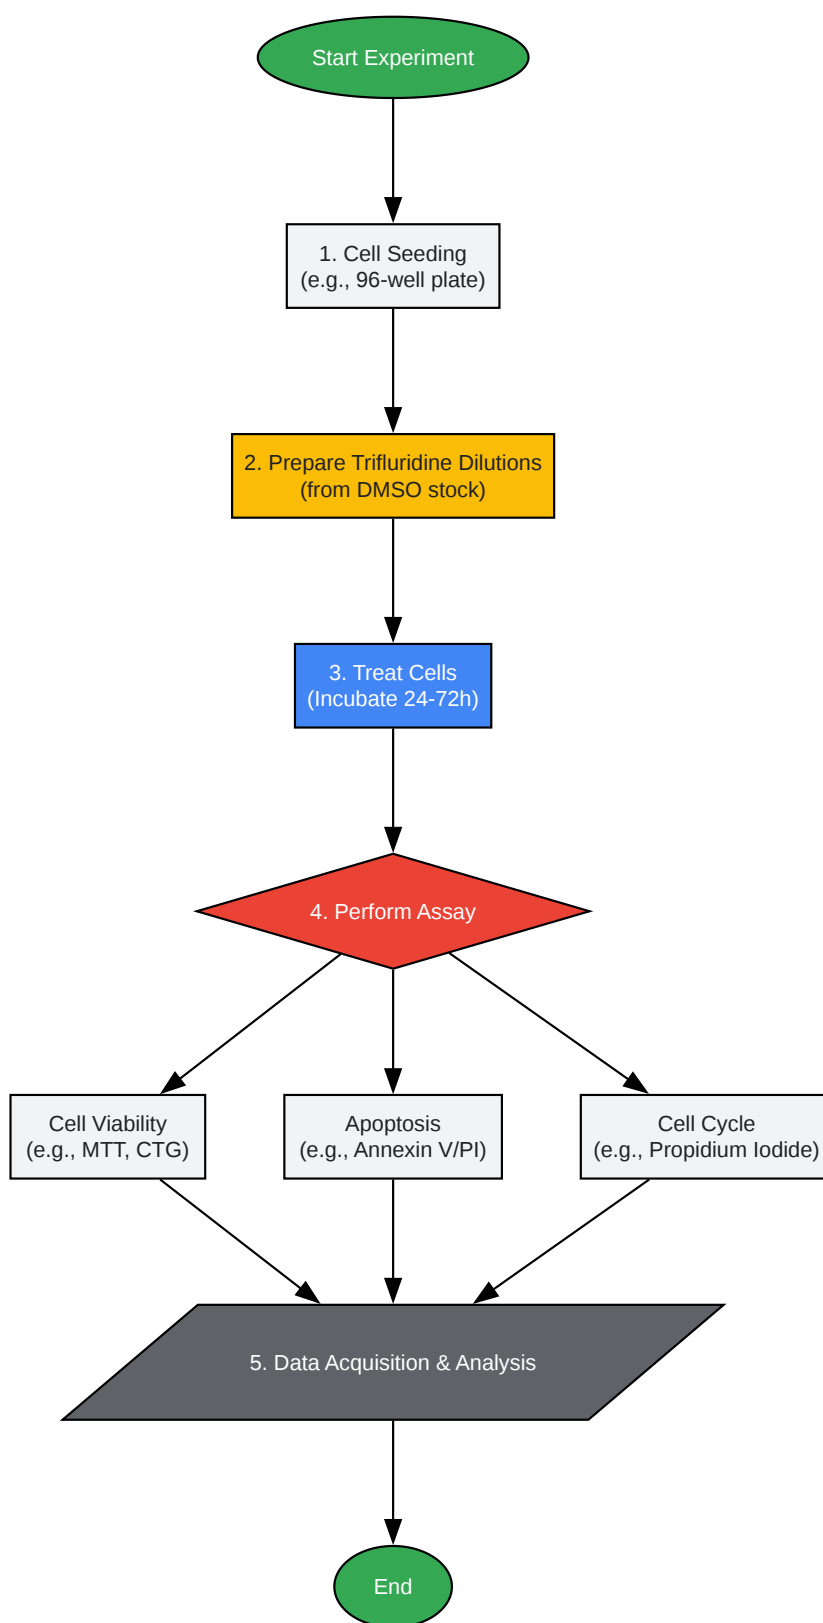 Start Experiment
1. Cell Seeding
(e.g., 96-well plate)
2. Prepare Trifluridine Dilutions
(from DMSO stock)
3. Treat Cells
(Incubate 24-72h)
4. Perform Assay
Cell Viability
(e.g., MTT, CTG)
Apoptosis
(e.g., Annexin V/PI)
Cell Cycle
(e.g., Propidium Iodide)
5. Data Acquisition & Analysis
End